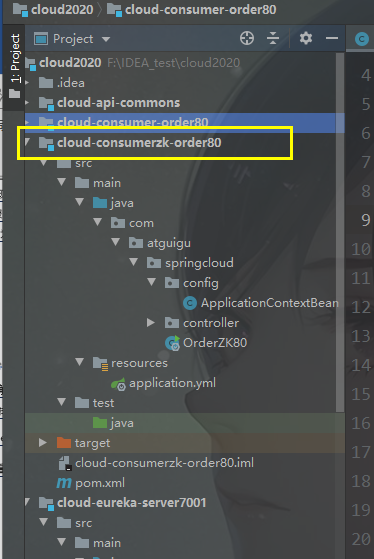 cloud2020 〉 cloud-consumer-order80
1: Project
Project
cloud2020 F:\IDEA_test\cloud2020
.idea
cloud-api-commons
cloud-consumer-order80
cloud-consumerzk-order80
src
main
java
com
atguigu
springcloud
config
ApplicationContextBean
controller
OrderZK80
resources
application.yml
test
java
target
cloud-consumerzk-order80.iml
pom.xml
cloud-eureka-server7001
src
main
4
5
6
7
8
9
10
11
12
13
14
15
16
17
18
19
20